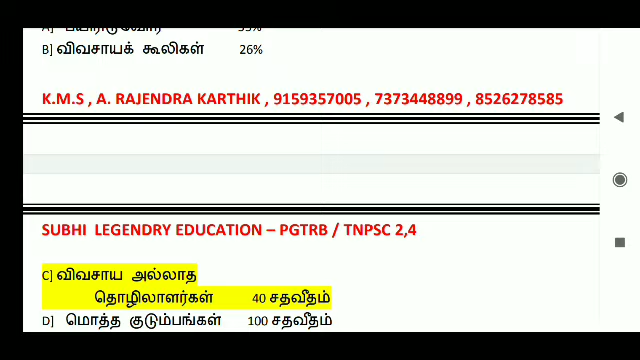 B] விவசாயக் கூலிகள் 26%
K.M.S , A. RAJENDRA KARTHIK , 9159357005 , 7373448899 , 8526278585
SUBHI LEGENDRY EDUCATION – PGTRB / TNPSC 2,4
C] விவசாய அல்லாத
தொழிலாளர்கள் 40 சதவீதம்
D] மொத்த குடும்பங்கள் 100 சதவீதம்